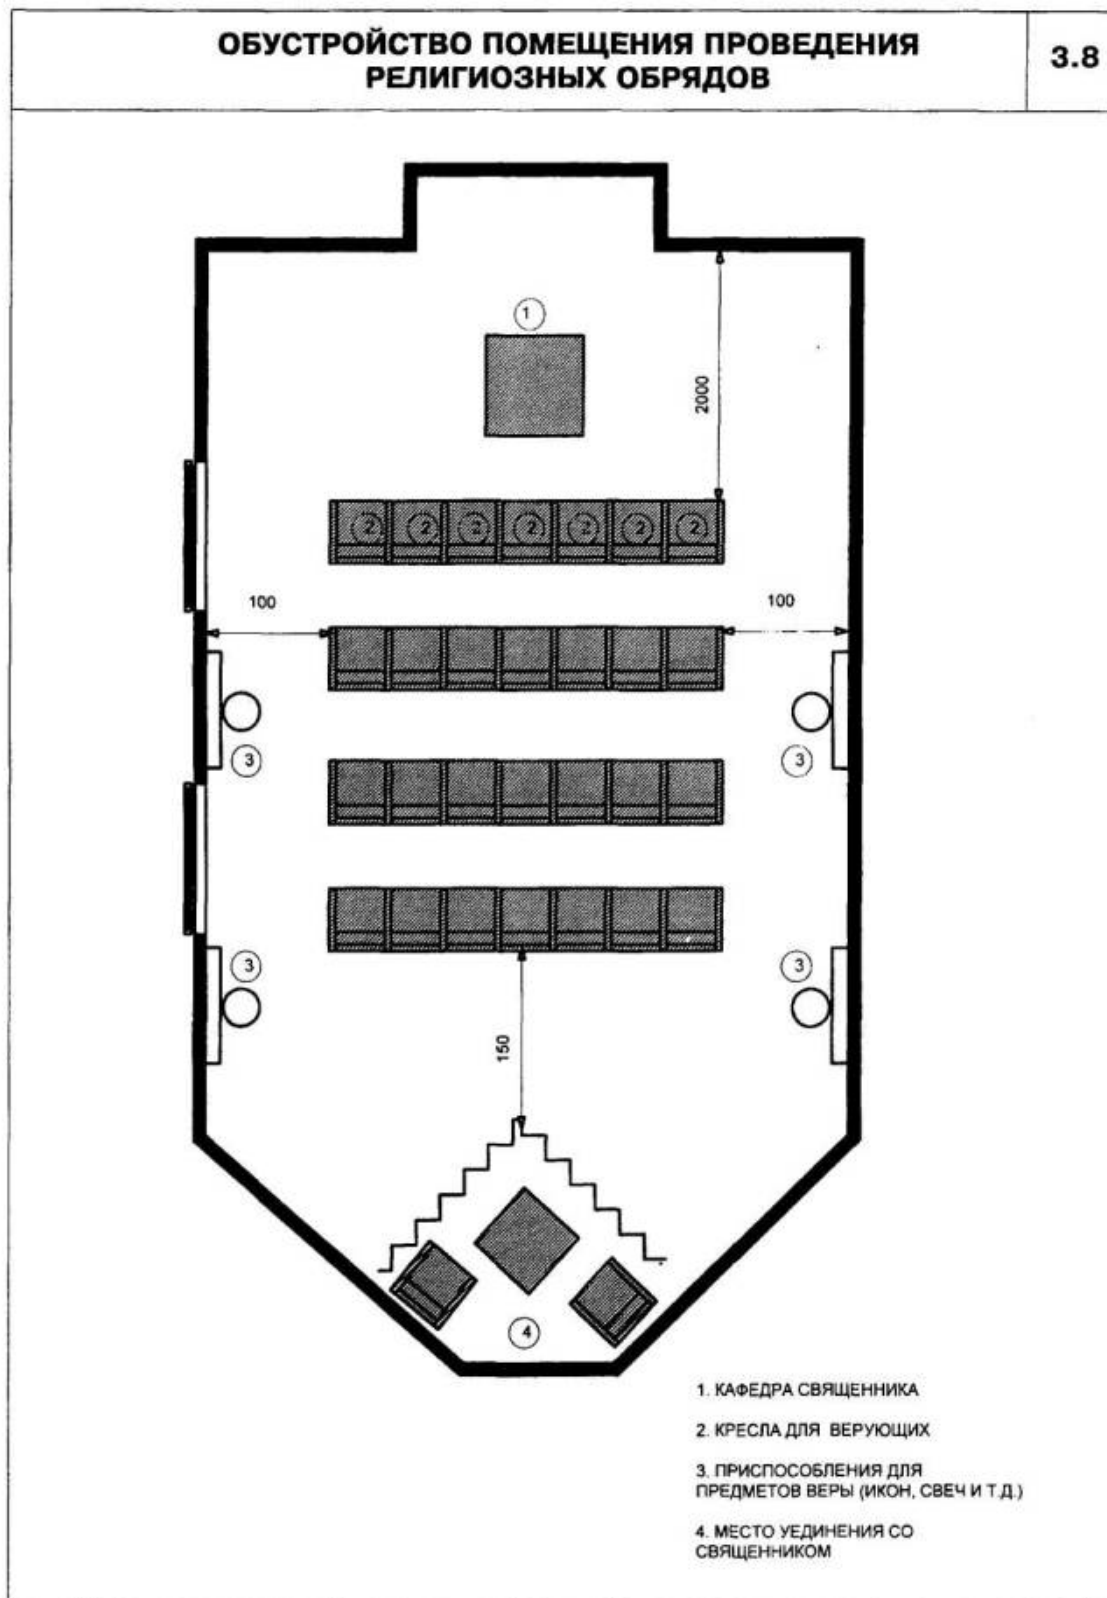 ОБУСТРОЙСТВО ПОМЕЩЕНИЯ ПРОВЕДЕНИЯ
РЕЛИГИОЗНЫХ ОБРЯДОВ
3.8
1
2000
2 2 2 2 2 2 2
100 100
3 3
3 3
150
4
1. КАФЕДРА СВЯЩЕННИКА
2. КРЕСЛА ДЛЯ ВЕРУЮЩИХ
3. ПРИСПОСОБЛЕНИЯ ДЛЯ
ПРЕДМЕТОВ ВЕРЫ (ИКОН, СВЕЧ И Т.Д.)
4. МЕСТО УЕДИНЕНИЯ СО
СВЯЩЕННИКОМ